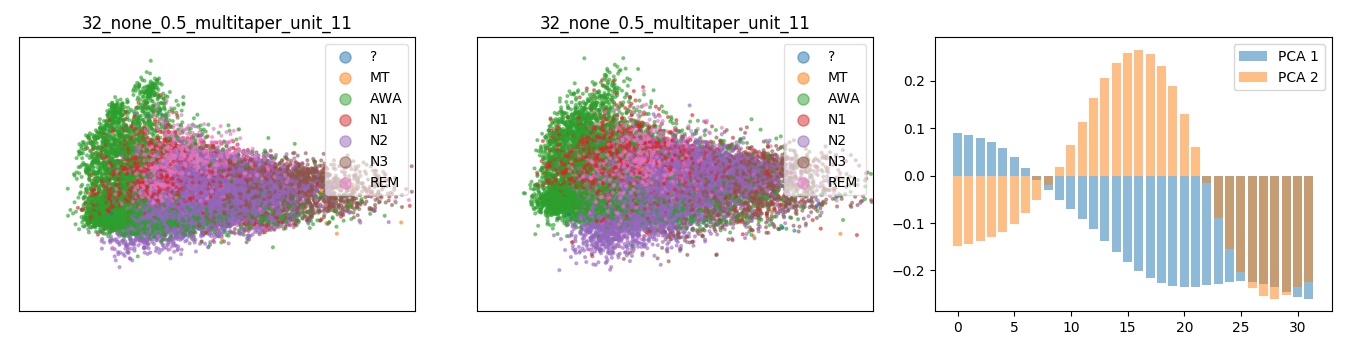 32_none_0.5_multitaper_unit_11
?
MT
AWA
N1
N2
N3
REM
32_none_0.5_multitaper_unit_11
?
MT
AWA
N1
N2
N3
REM
PCA 1
PCA 2
0.2
0.1
0.0
−0.1
−0.2
0 5 10 15 20 25 30